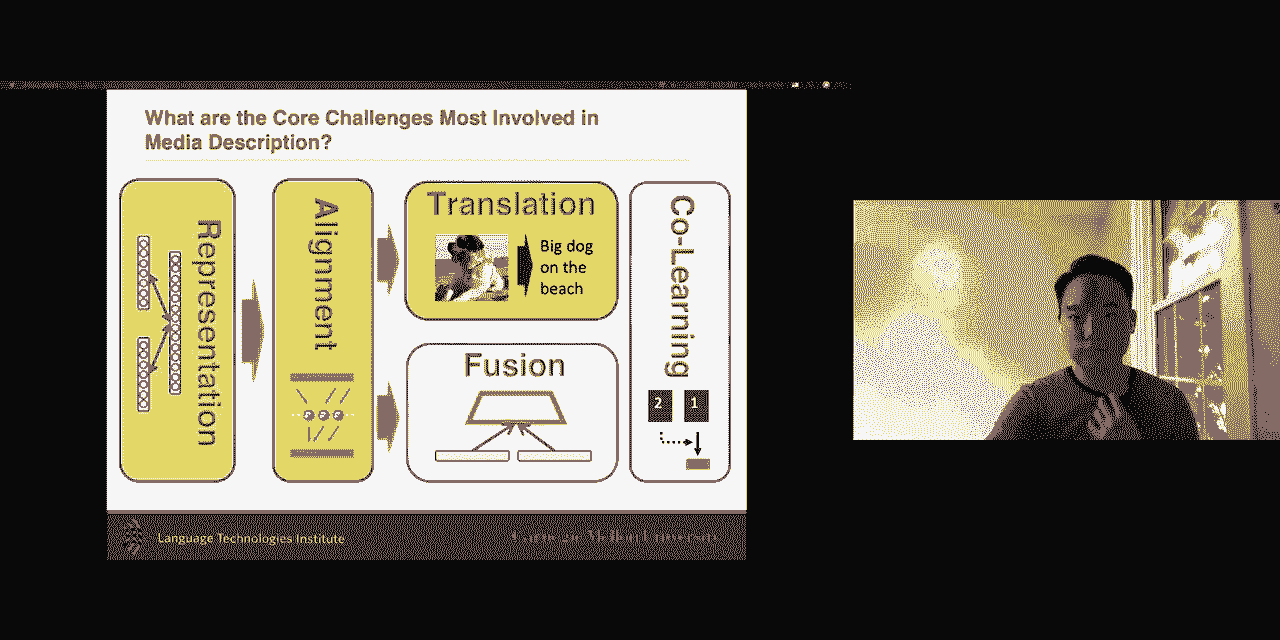 What are the Core Challenges Most Involved in
Media Description?
Representation
Alignment
Translation
Big dog
on the
beach
Fusion
Co-Learning
2 1
Language Technologies Institute
Carnegie Mellon University